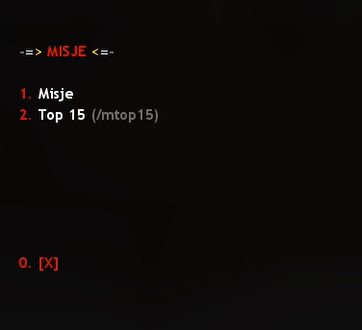 -=> MISJE <=-
1. Misje
2. Top 15 (/mtop15)
0. [X]